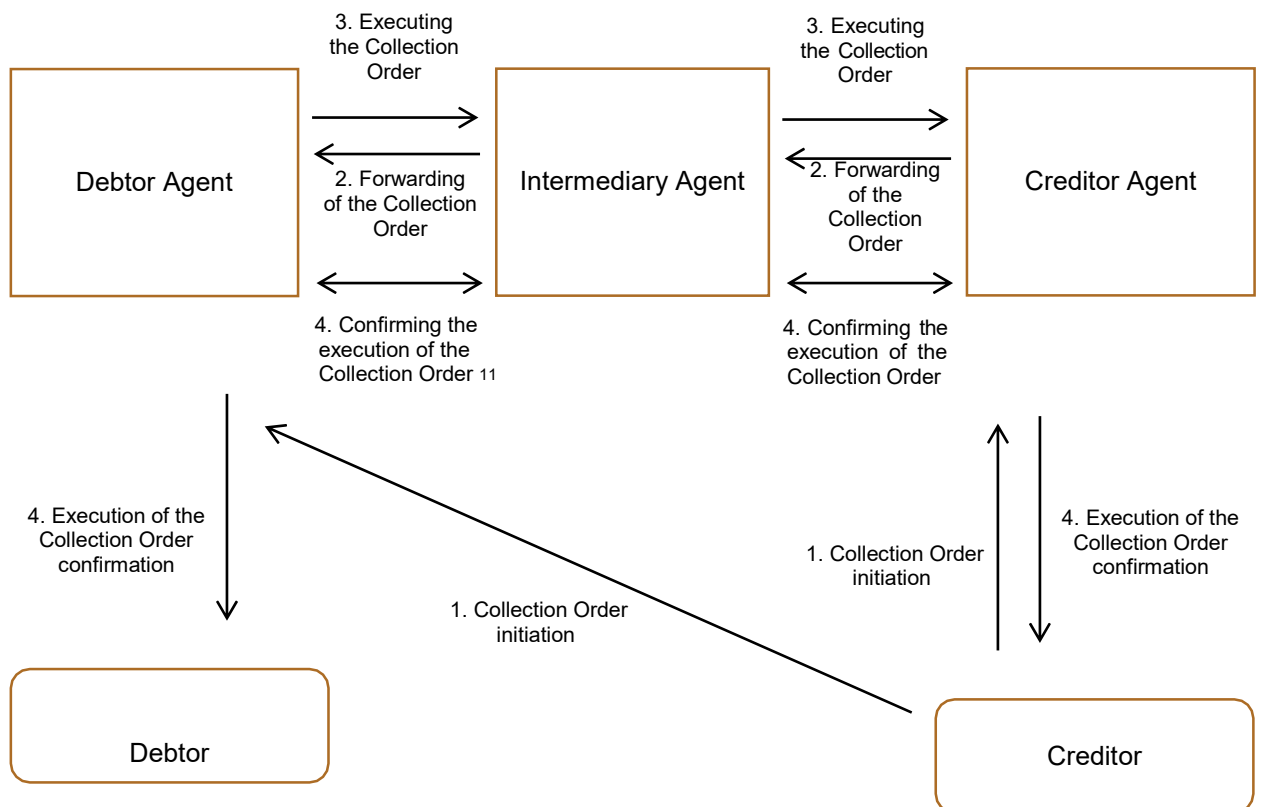 3. Executing
the Collection
Order
3. Executing
the Collection
Order
Debtor Agent
Intermediary Agent
Creditor Agent
2. Forwarding
of the Collection
Order
2. Forwarding
of the
Collection
Order
4. Confirming the
execution of the
Collection Order 11
4. Confirming the
execution of the
Collection Order
4. Execution of the
Collection Order
confirmation
1. Collection Order
initiation
1. Collection Order
initiation
4. Execution of the
Collection Order
confirmation
Debtor
Creditor